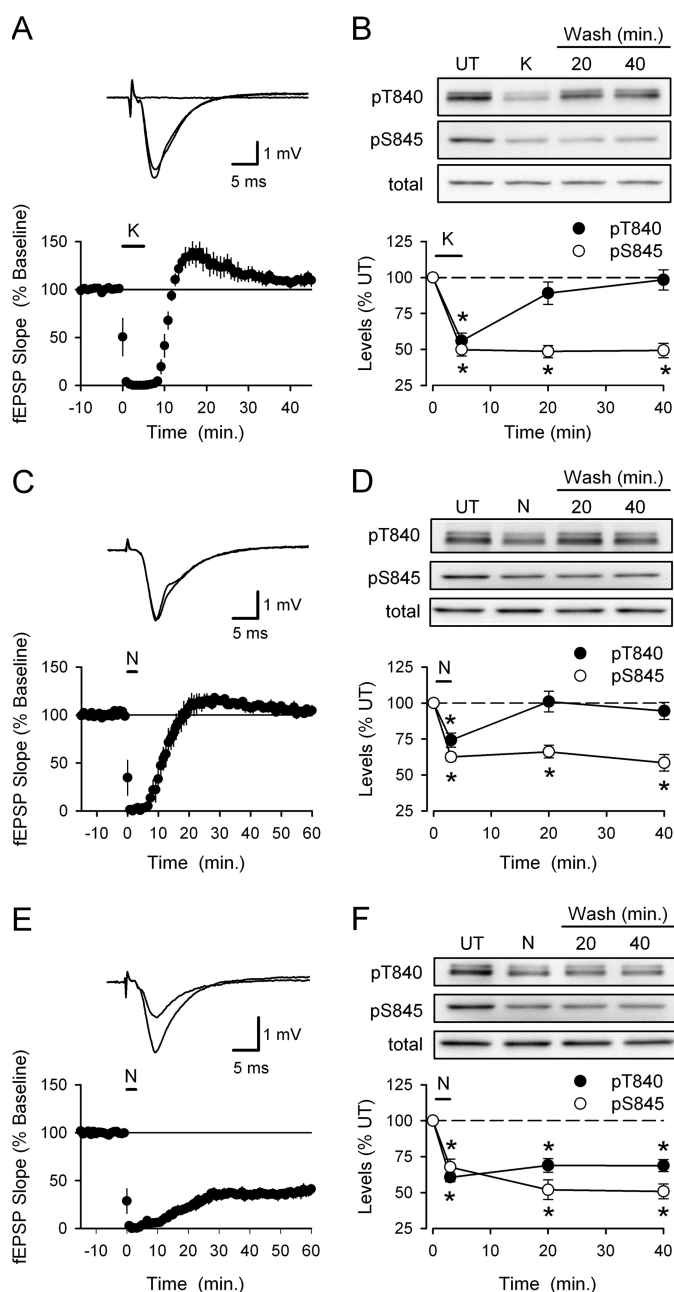 A
1 mV
5 ms
K
150
100
50
0
fEPSP Slope (% Baseline)
-10 0 10 20 30 40
Time (min.)
B
Wash (min.)
UT K 20 40
pT840
pS845
total
pT840
pS845
K
125
100
75
50
25
Levels (% UT)
*
* * *
0 10 20 30 40
Time (min)
C
1 mV
5 ms
N
150
100
50
0
fEPSP Slope (% Baseline)
-10 0 10 20 30 40 50 60
Time (min.)
D
Wash (min.)
UT N 20 40
pT840
pS845
total
pT840
pS845
N
125
100
75
50
25
Levels (% UT)
*
* * *
0 10 20 30 40
Time (min.)
E
1 mV
5 ms
N
150
100
50
0
fEPSP Slope (% Baseline)
-10 0 10 20 30 40 50 60
Time (min.)
F
Wash (min.)
UT N 20 40
pT840
pS845
total
pT840
pS845
N
125
100
75
50
25
Levels (% UT)
* * *
* * *
0 10 20 30 40
Time (min.)